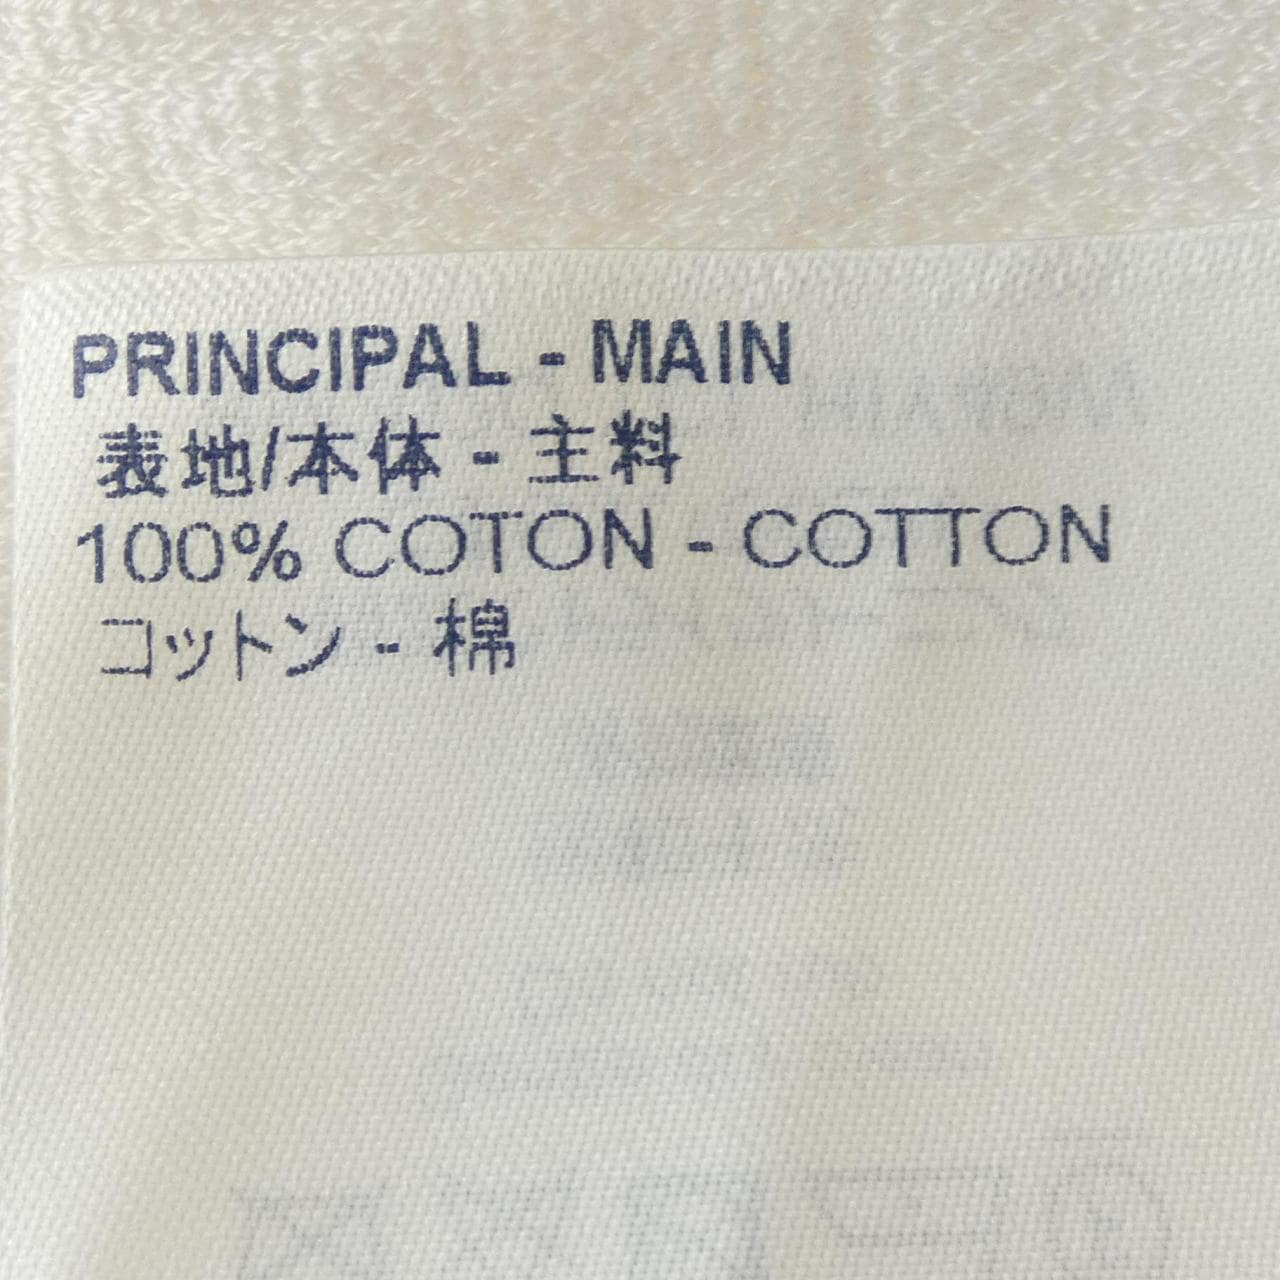 PRINCIPAL - MAIN
表地/本体 - 主料
100% COTON - COTTON
コットン - 棉